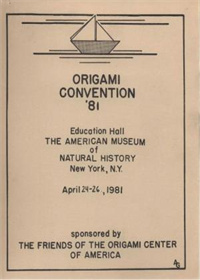 ORIGAMI
CONVENTION
'81
Education Hall
THE AMERICAN MUSEUM
of
NATURAL HISTORY
New York, N.Y.
April 24-26, 1981
sponsored by
THE FRIENDS OF THE ORIGAMI CENTER
OF AMERICA